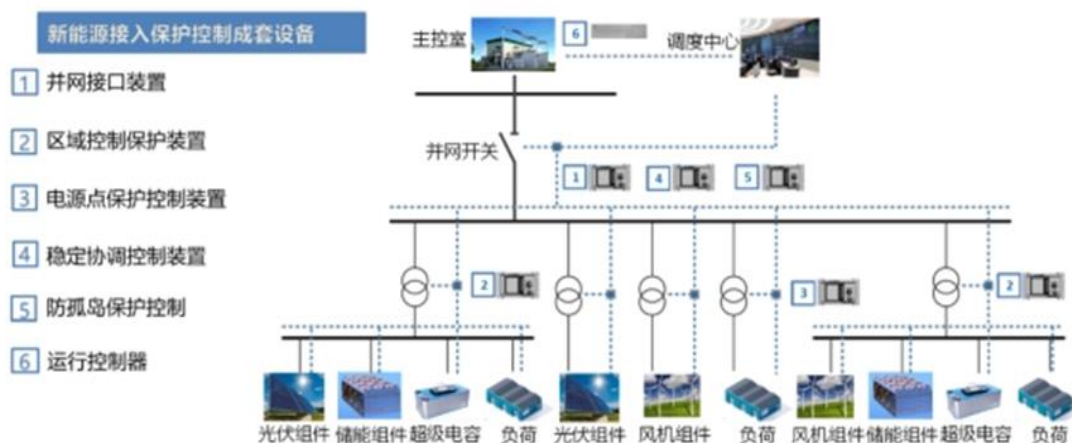 新能源接入保护控制成套设备
1 并网接口装置
2 区域控制保护装置
3 电源点保护控制装置
4 稳定协调控制装置
5 防孤岛保护控制
6 运行控制器
主控室
6
调度中心
并网开关
1
4
5
2
3
2
光伏组件 储能组件 超级电容 负荷 光伏组件 风机组件 负荷 风机组件 储能组件 超级电容 负荷